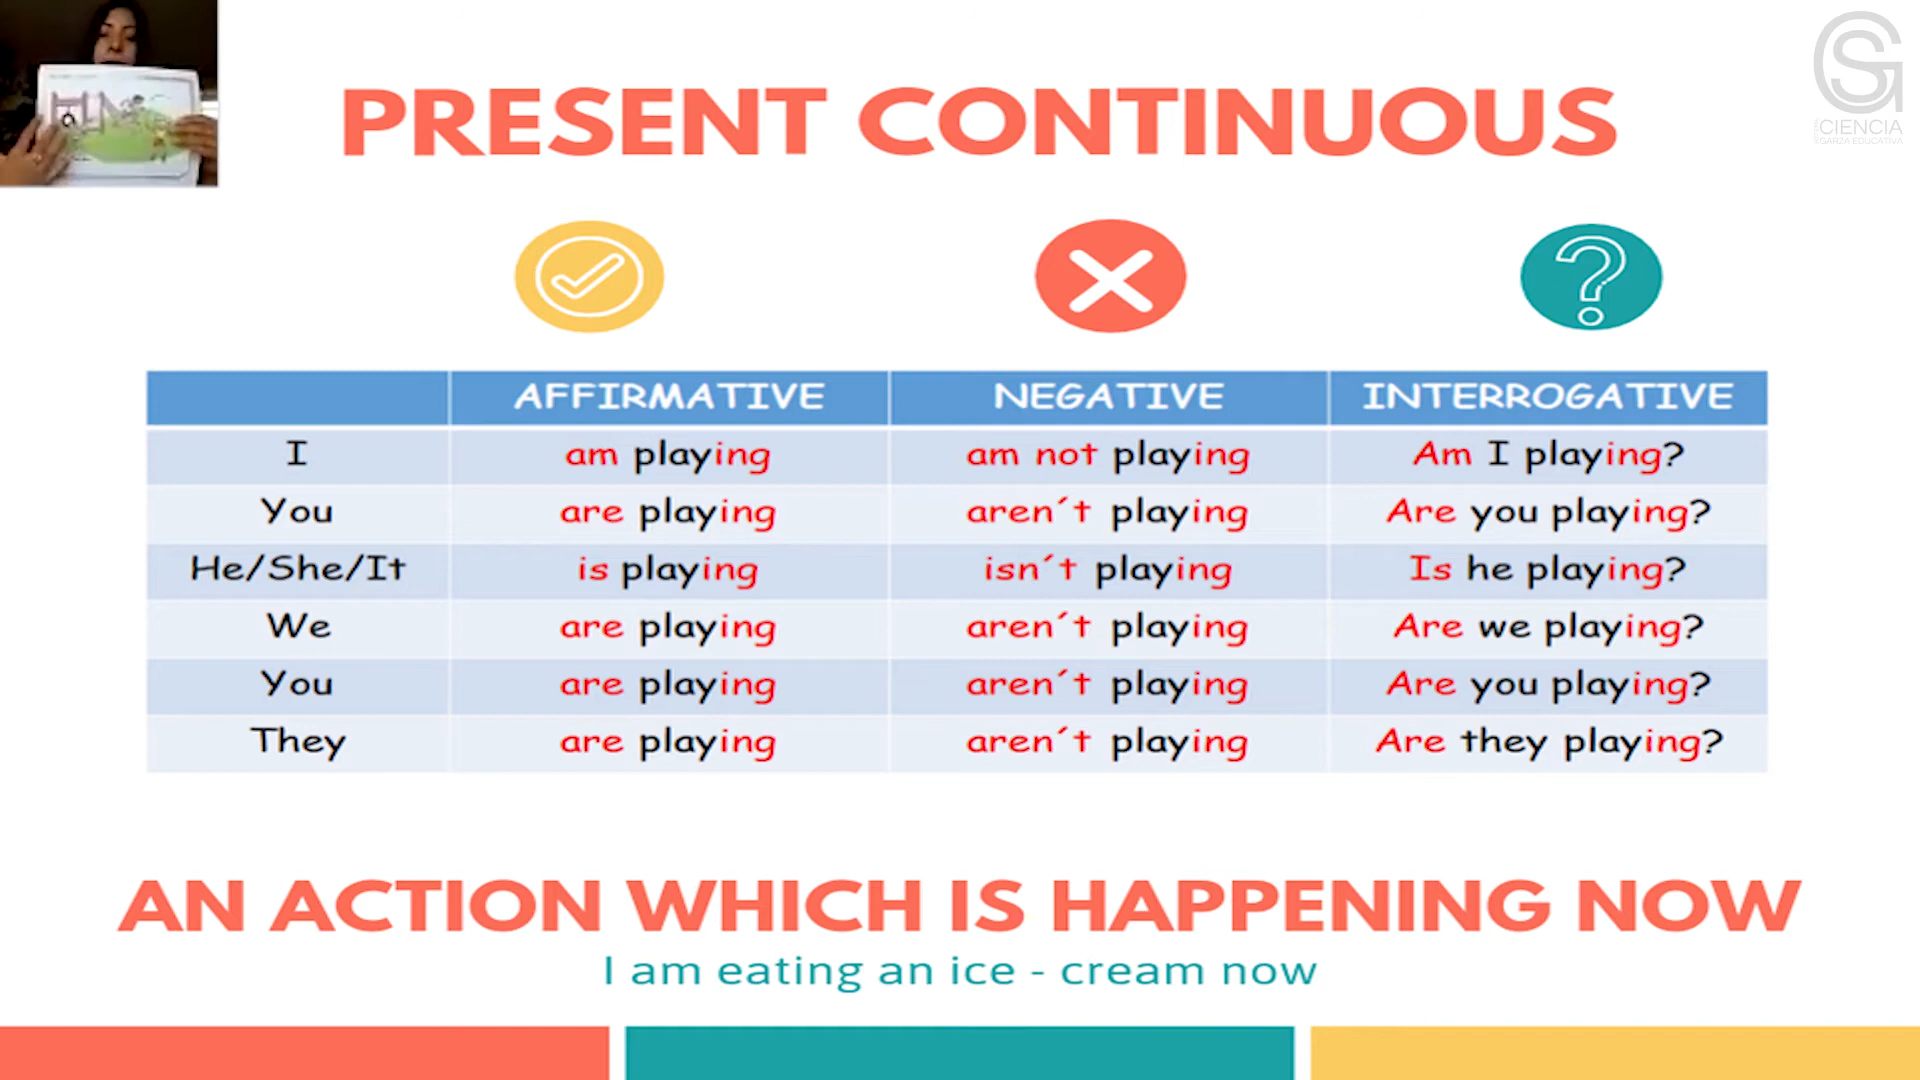 PRESENT CONTINUOUS
SG
CIENCIA
GARZA EDUCATIVA
AFFIRMATIVE NEGATIVE INTERROGATIVE
I am playing am not playing Am I playing?
You are playing aren´t playing Are you playing?
He/She/It is playing isn´t playing Is he playing?
We are playing aren´t playing Are we playing?
You are playing aren´t playing Are you playing?
They are playing aren´t playing Are they playing?
AN ACTION WHICH IS HAPPENING NOW
I am eating an ice - cream now